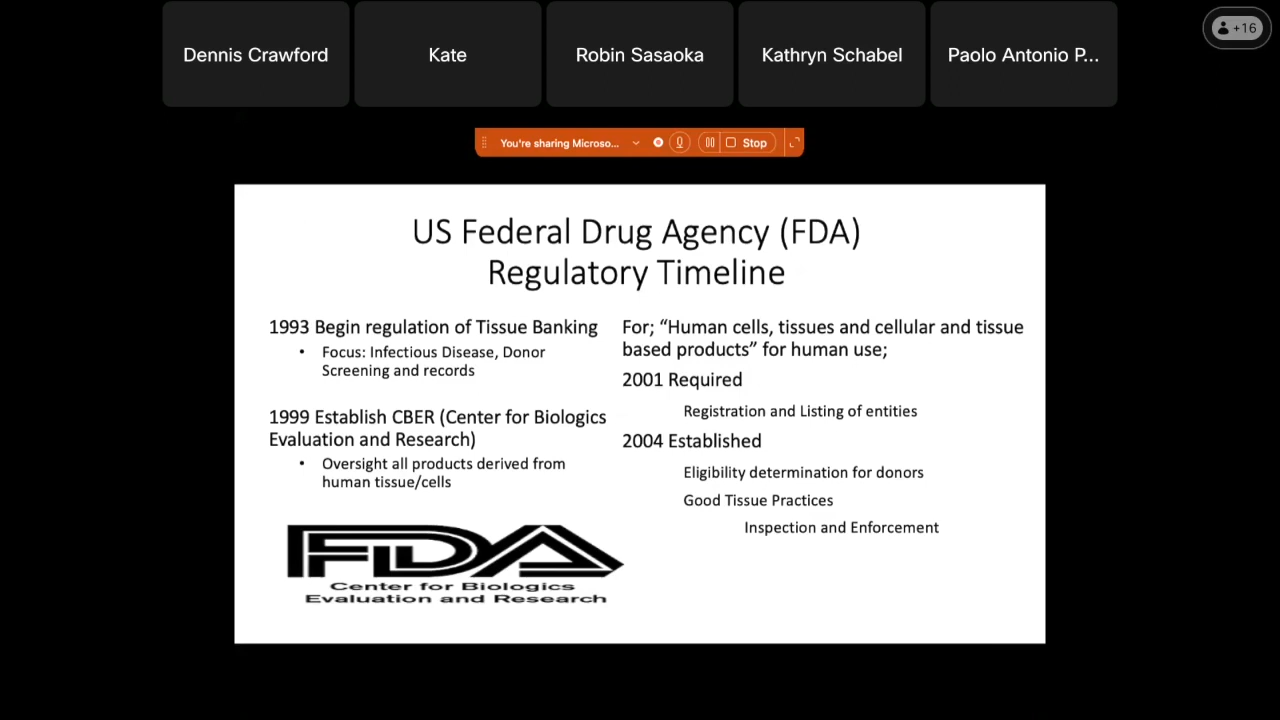 Dennis Crawford
Kate
Robin Sasaoka
Kathryn Schabel
Paolo Antonio P...
+16
You're sharing Microso...
Stop
US Federal Drug Agency (FDA)
Regulatory Timeline
1993 Begin regulation of Tissue Banking
• Focus: Infectious Disease, Donor
Screening and records
1999 Establish CBER (Center for Biologics
Evaluation and Research)
• Oversight all products derived from
human tissue/cells
FDA
Center for Biologics
Evaluation and Research
For; “Human cells, tissues and cellular and tissue
based products” for human use;
2001 Required
Registration and Listing of entities
2004 Established
Eligibility determination for donors
Good Tissue Practices
Inspection and Enforcement